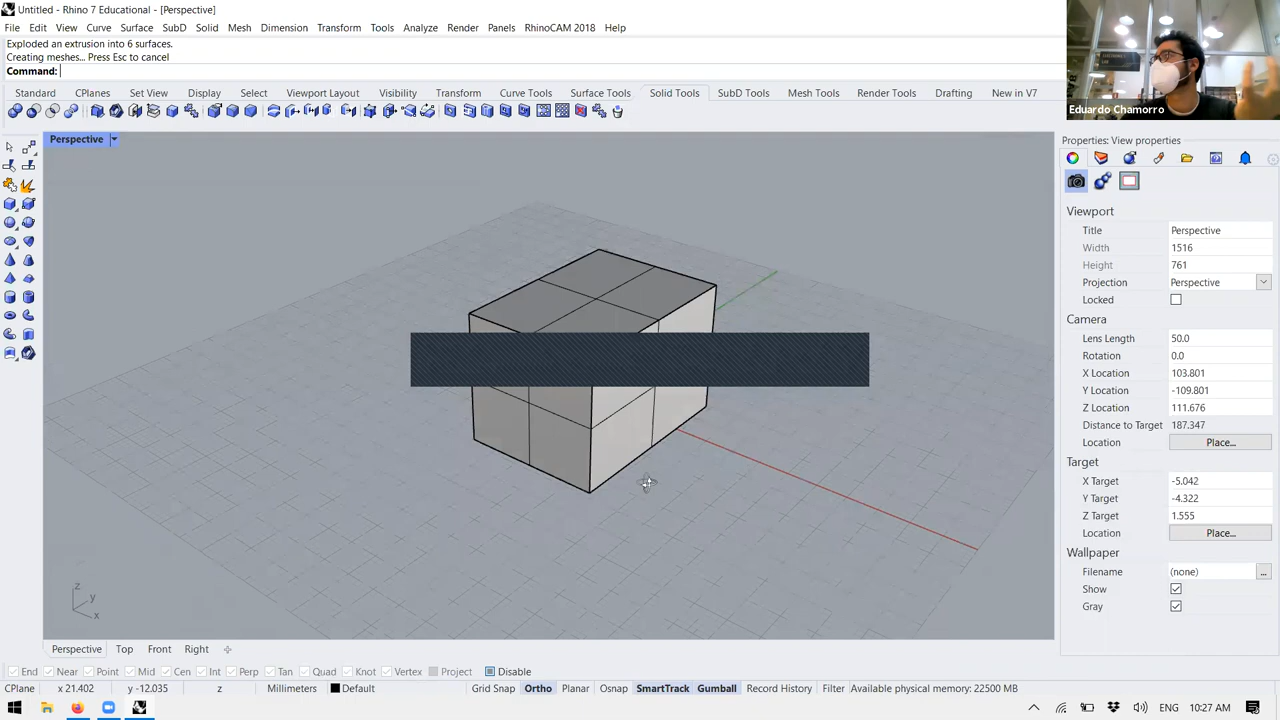 Untitled - Rhino 7 Educational - [Perspective]
File Edit View Curve Surface SubD Solid Mesh Dimension Transform Tools Analyze Render Panels RhinoCAM 2018 Help
Exploded an extrusion into 6 surfaces.
Creating meshes... Press Esc to cancel
Command:
Standard CPlanes Set View Display Select Viewport Layout Visibility Transform Curve Tools Surface Tools Solid Tools SubD Tools Mesh Tools Render Tools Drafting New in V7
Eduardo Chamorro
Perspective
Properties: View properties
Viewport
Title Perspective
Width 1516
Height 761
Projection Perspective
Locked
Camera
Lens Length 50.0
Rotation 0.0
X Location 103.801
Y Location -109.801
Z Location 111.676
Distance to Target 187.347
Location Place...
Target
X Target -5.042
Y Target -4.322
Z Target 1.555
Location Place...
Wallpaper
Filename (none) ...
Show
Gray
z
y
x
Perspective Top Front Right
End Near Point Mid Cen Int Perp Tan Quad Knot Vertex Project Disable
CPlane x 21.402 y -12.035 z Millimeters Default Grid Snap Ortho Planar Osnap SmartTrack Gumball Record History Filter Available physical memory: 22500 MB
ENG 10:27 AM